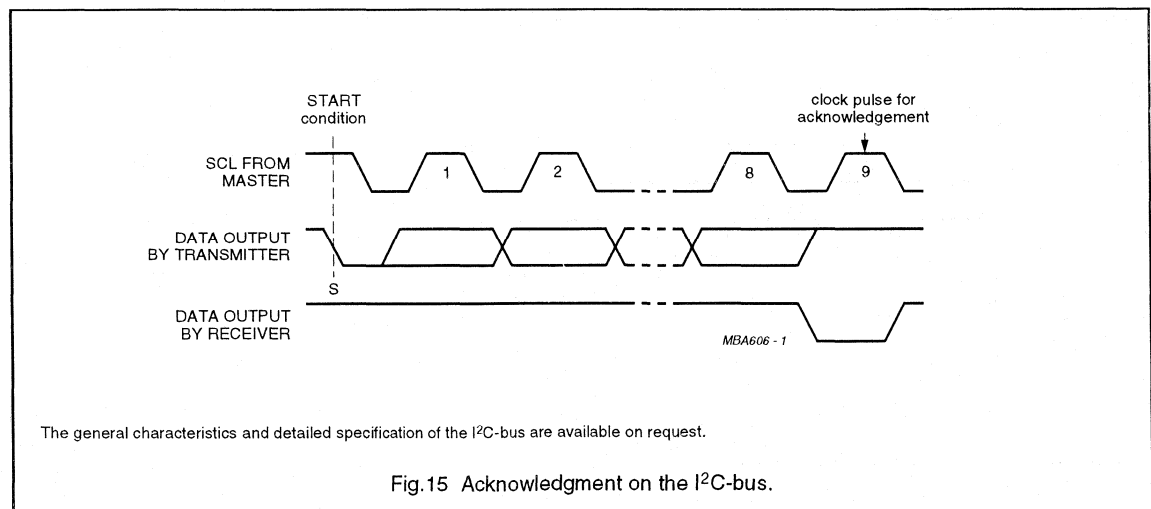 START
condition
clock pulse for
acknowledgement
SCL FROM
MASTER
1
2
8
9
DATA OUTPUT
BY TRANSMITTER
S
DATA OUTPUT
BY RECEIVER
MBA606 - 1
The general characteristics and detailed specification of the I²C-bus are available on request.
Fig.15 Acknowledgment on the I²C-bus.